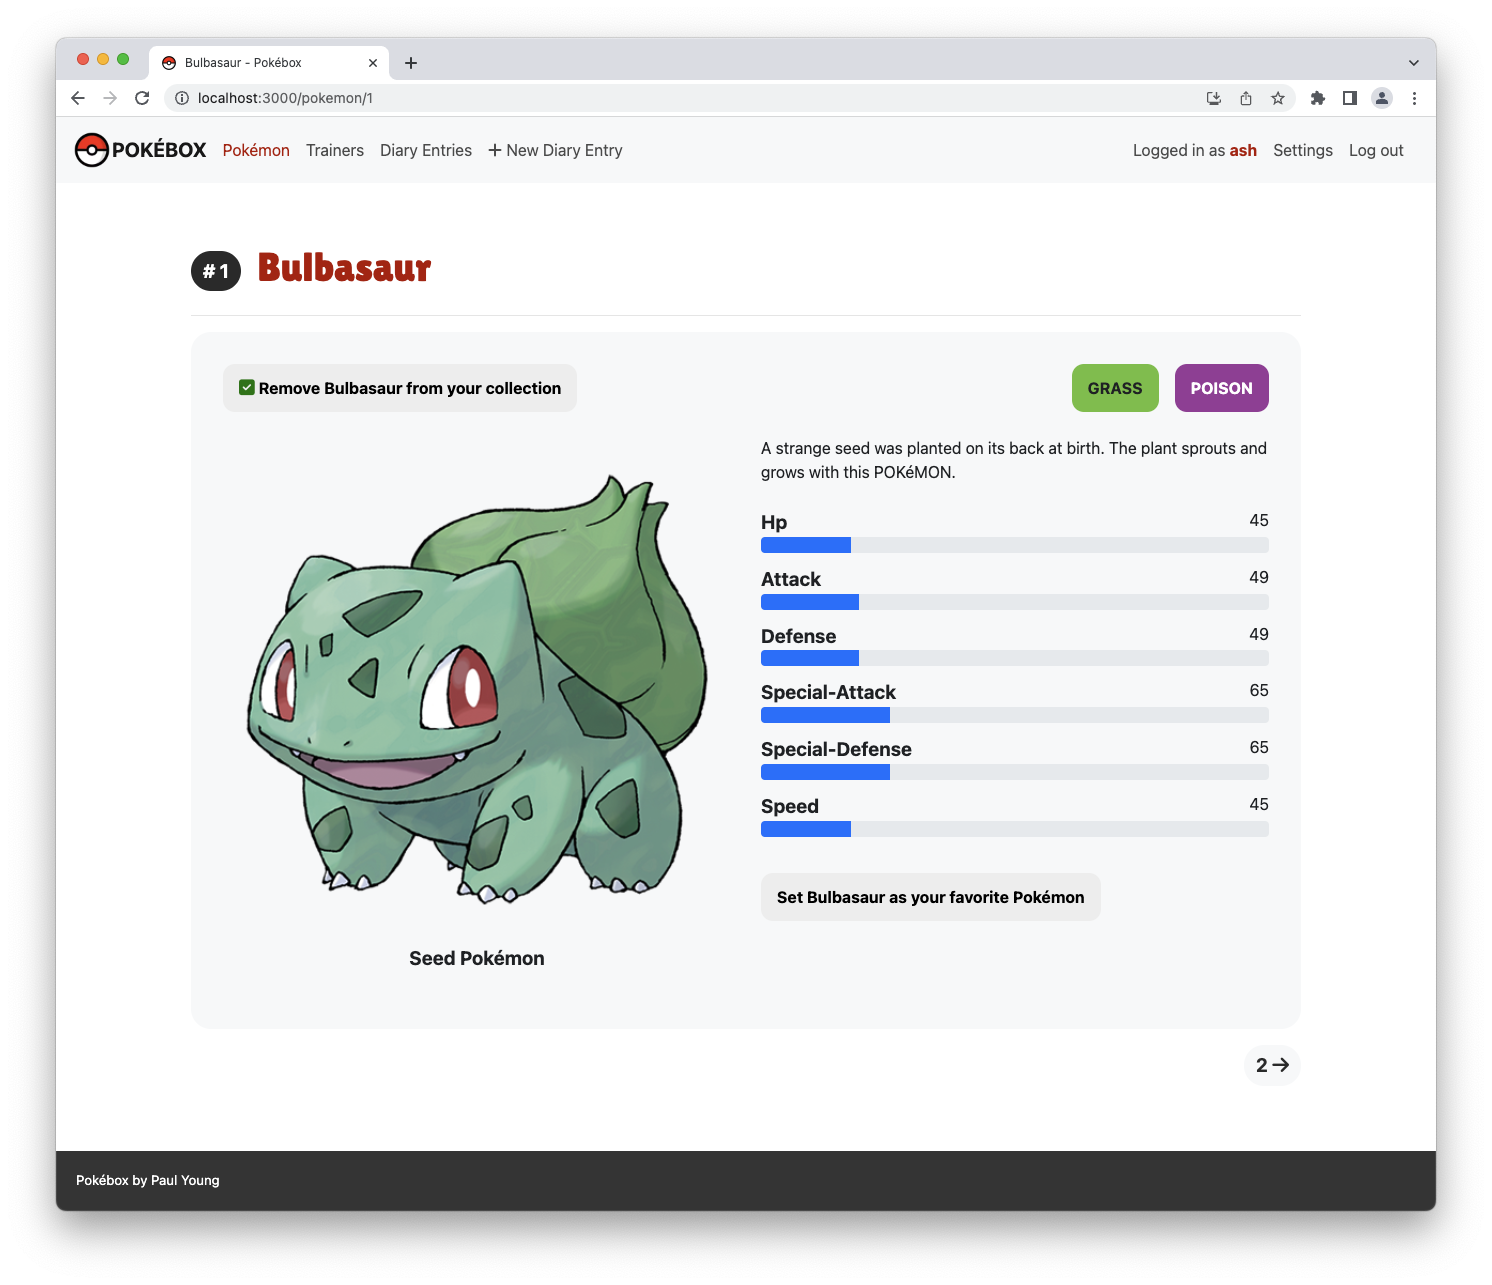 Bulbasaur - Pokébox
localhost:3000/pokemon/1
POKÉBOX Pokémon Trainers Diary Entries + New Diary Entry Logged in as ash Settings Log out
#1 Bulbasaur
Remove Bulbasaur from your collection
GRASS POISON
A strange seed was planted on its back at birth. The plant sprouts and
grows with this POKéMON.
Hp 45
Attack 49
Defense 49
Special-Attack 65
Special-Defense 65
Speed 45
Set Bulbasaur as your favorite Pokémon
Seed Pokémon
2→
Pokébox by Paul Young